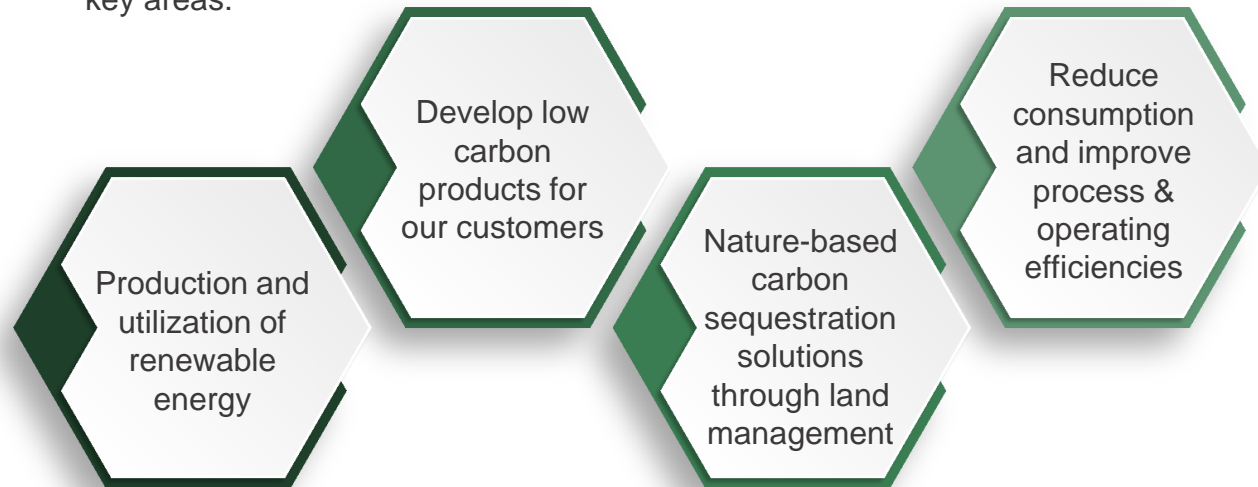 key areas:
Production and
utilization of
renewable
energy
Develop low
carbon
products for
our customers
Nature-based
carbon
sequestration
solutions
through land
management
Reduce
consumption
and improve
process &
operating
efficiencies